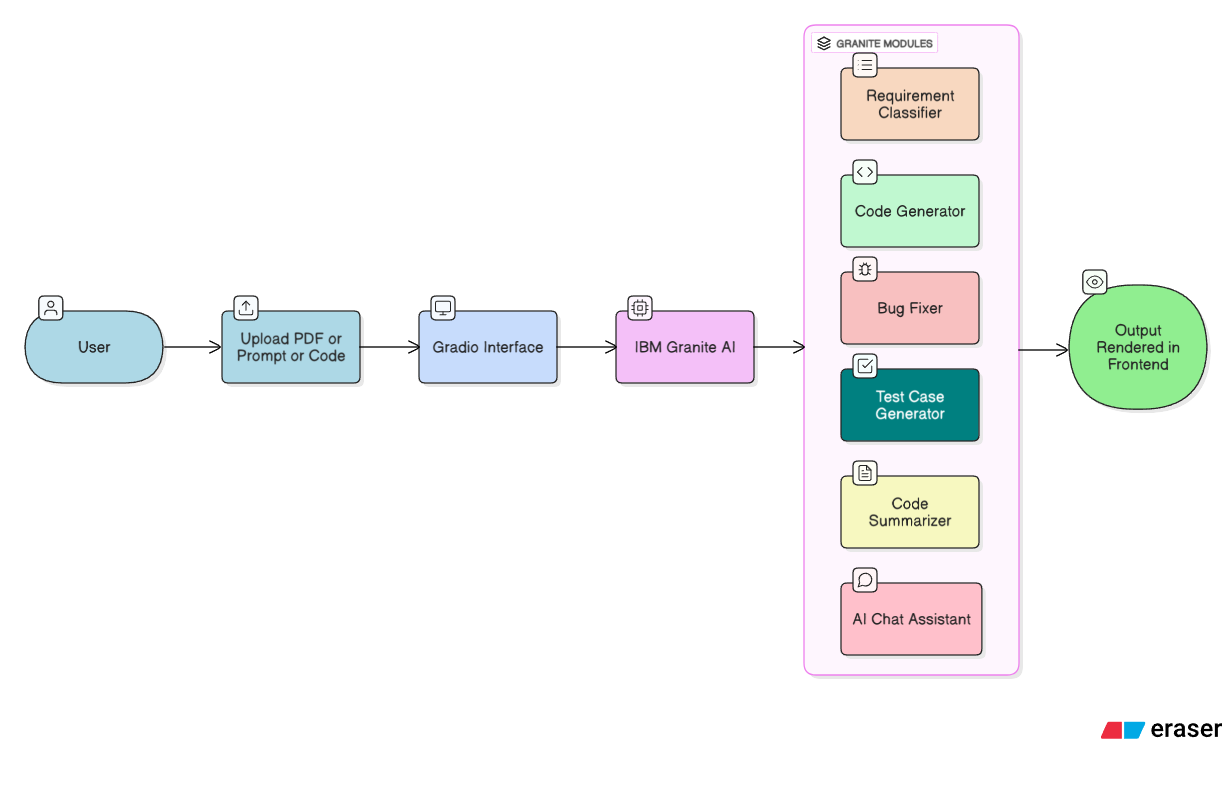 User
Upload PDF or
Prompt or Code
Gradio Interface
IBM Granite AI
GRANITE MODULES
Requirement
Classifier
Code Generator
Bug Fixer
Test Case
Generator
Code
Summarizer
AI Chat Assistant
Output
Rendered in
Frontend
eraser